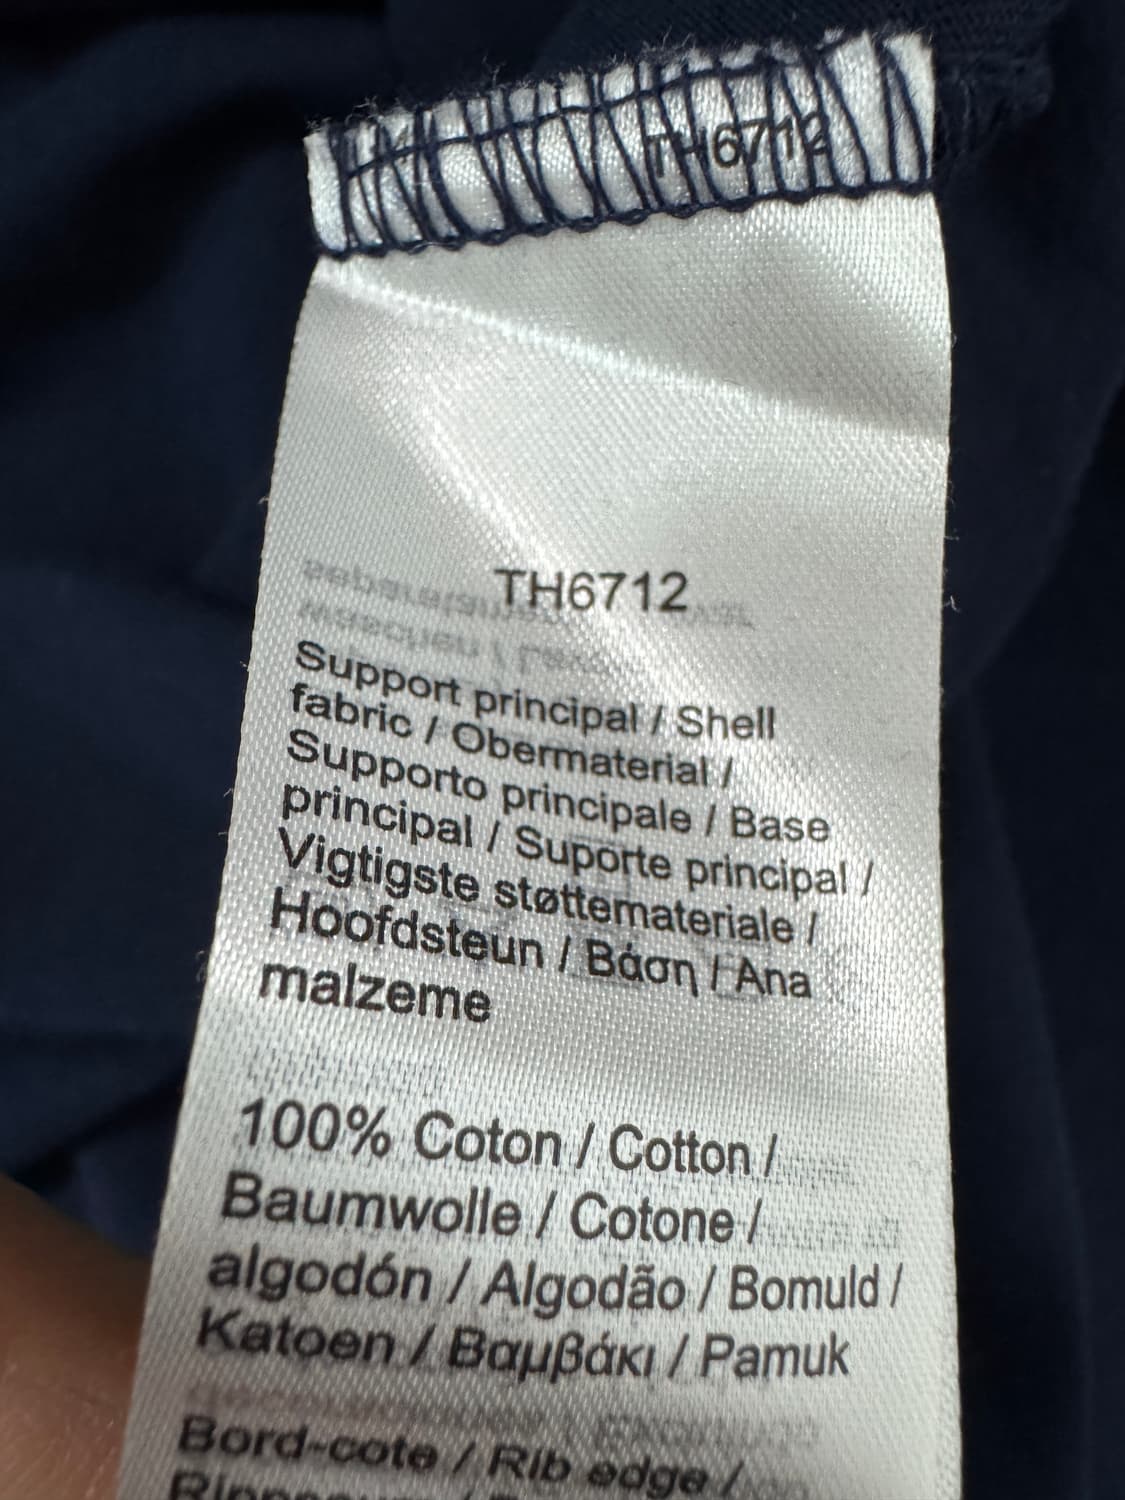 TH6712
TH6712
Support principal / Shell
fabric / Obermaterial /
Supporto principale / Base
principal / Suporte principal /
Vigtigste støttemateriale /
Hoofdsteun / Βάση / Ana
malzeme
100% Coton / Cotton /
Baumwolle / Cotone /
algodón / Algodão / Bomuld /
Katoen / Βαμβάκι / Pamuk
Bord-cote / Rib edge /